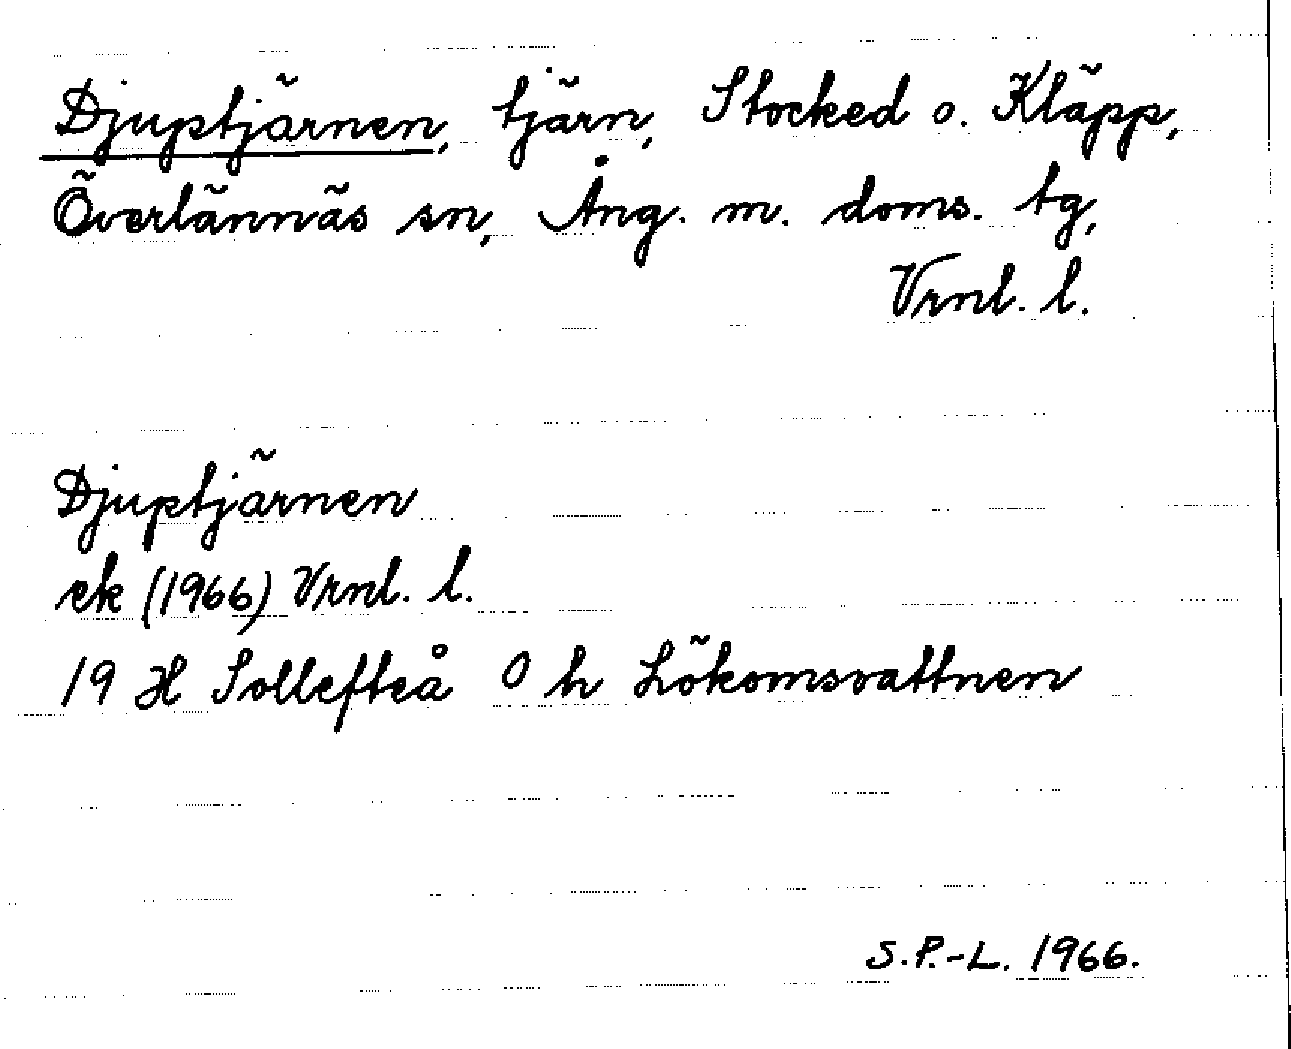 Djuptjärnen, tjärn, Stocked o. Kläpp,
Överlännäs sn, Ång. m. doms. tg,
Vrnl. l.
Djuptjärnen
ek (1966) Vrnl. l.
19 H Sollefteå 0 h Lökomsvattnen
S.P.-L. 1966.